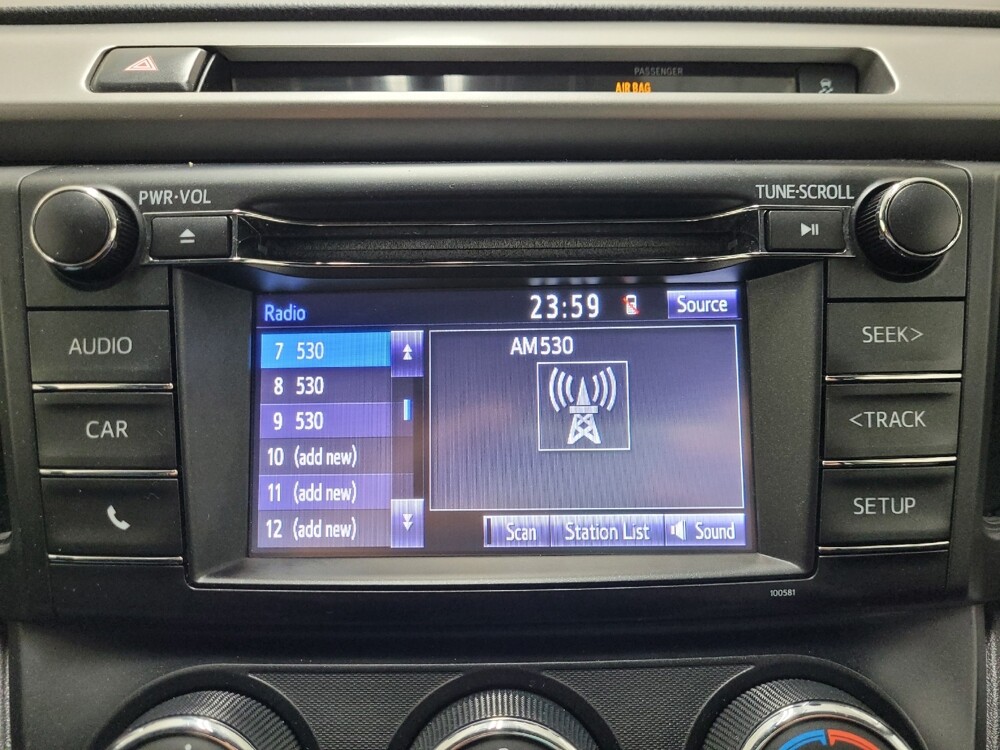 PASSENGER
AIR BAG
PWR·VOL
TUNE·SCROLL
Radio
23:59
Source
AUDIO
CAR
7 530
8 530
9 530
10 (add new)
11 (add new)
12 (add new)
AM530
Scan
Station List
Sound
SEEK>
<TRACK
SETUP
100581